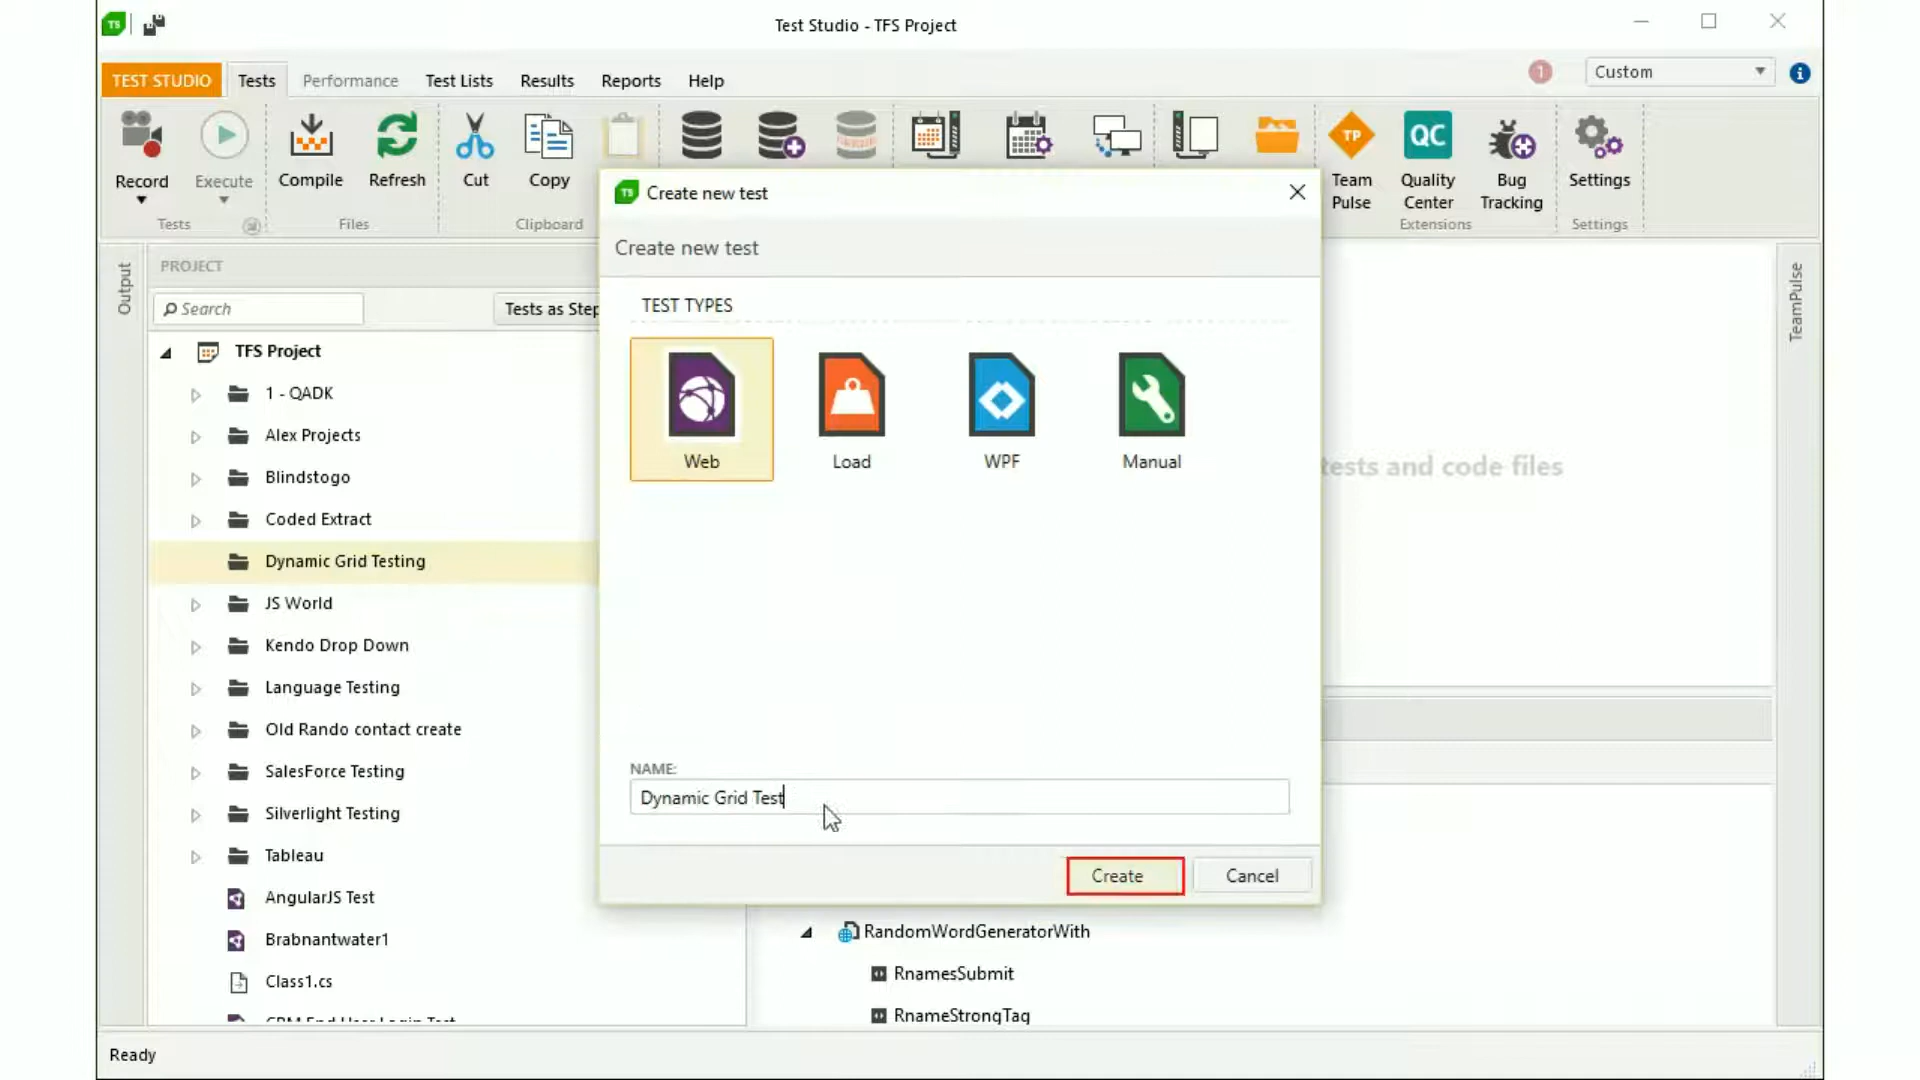 Test Studio - TFS Project
TEST STUDIO
Tests
Performance
Test Lists
Results
Reports
Help
1
Custom
Record
Execute
Compile
Refresh
Cut
Copy
TP
QC
Team
Pulse
Quality
Center
Bug
Tracking
Settings
Tests
Files
Clipboard
Extensions
Settings
Output
PROJECT
Search
Tests as Step
TFS Project
1 - QADK
Alex Projects
Blindstogo
Coded Extract
Dynamic Grid Testing
JS World
Kendo Drop Down
Language Testing
Old Rando contact create
SalesForce Testing
Silverlight Testing
Tableau
AngularJS Test
Brabnantwater1
Class1.cs
TS Create new test
Create new test
TEST TYPES
Web
Load
WPF
Manual
NAME:
Dynamic Grid Test
Create
Cancel
tests and code files
TeamPulse
RandomWordGeneratorWith
RnamesSubmit
RnameStrongTag
Ready